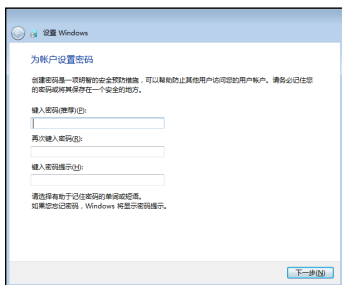 设置 Windows
为帐户设置密码
创建密码是一项明智的安全预防措施，可以帮助防止其他用户访问您的用户帐户。请务必记住您
的密码或将其保存在一个安全的地方。
键入密码(推荐)(P):
再次键入密码(R):
键入密码提示(H):
请选择有助于记住密码的单词或短语。
如果您忘记密码，Windows 将显示密码提示。
下一步(N)